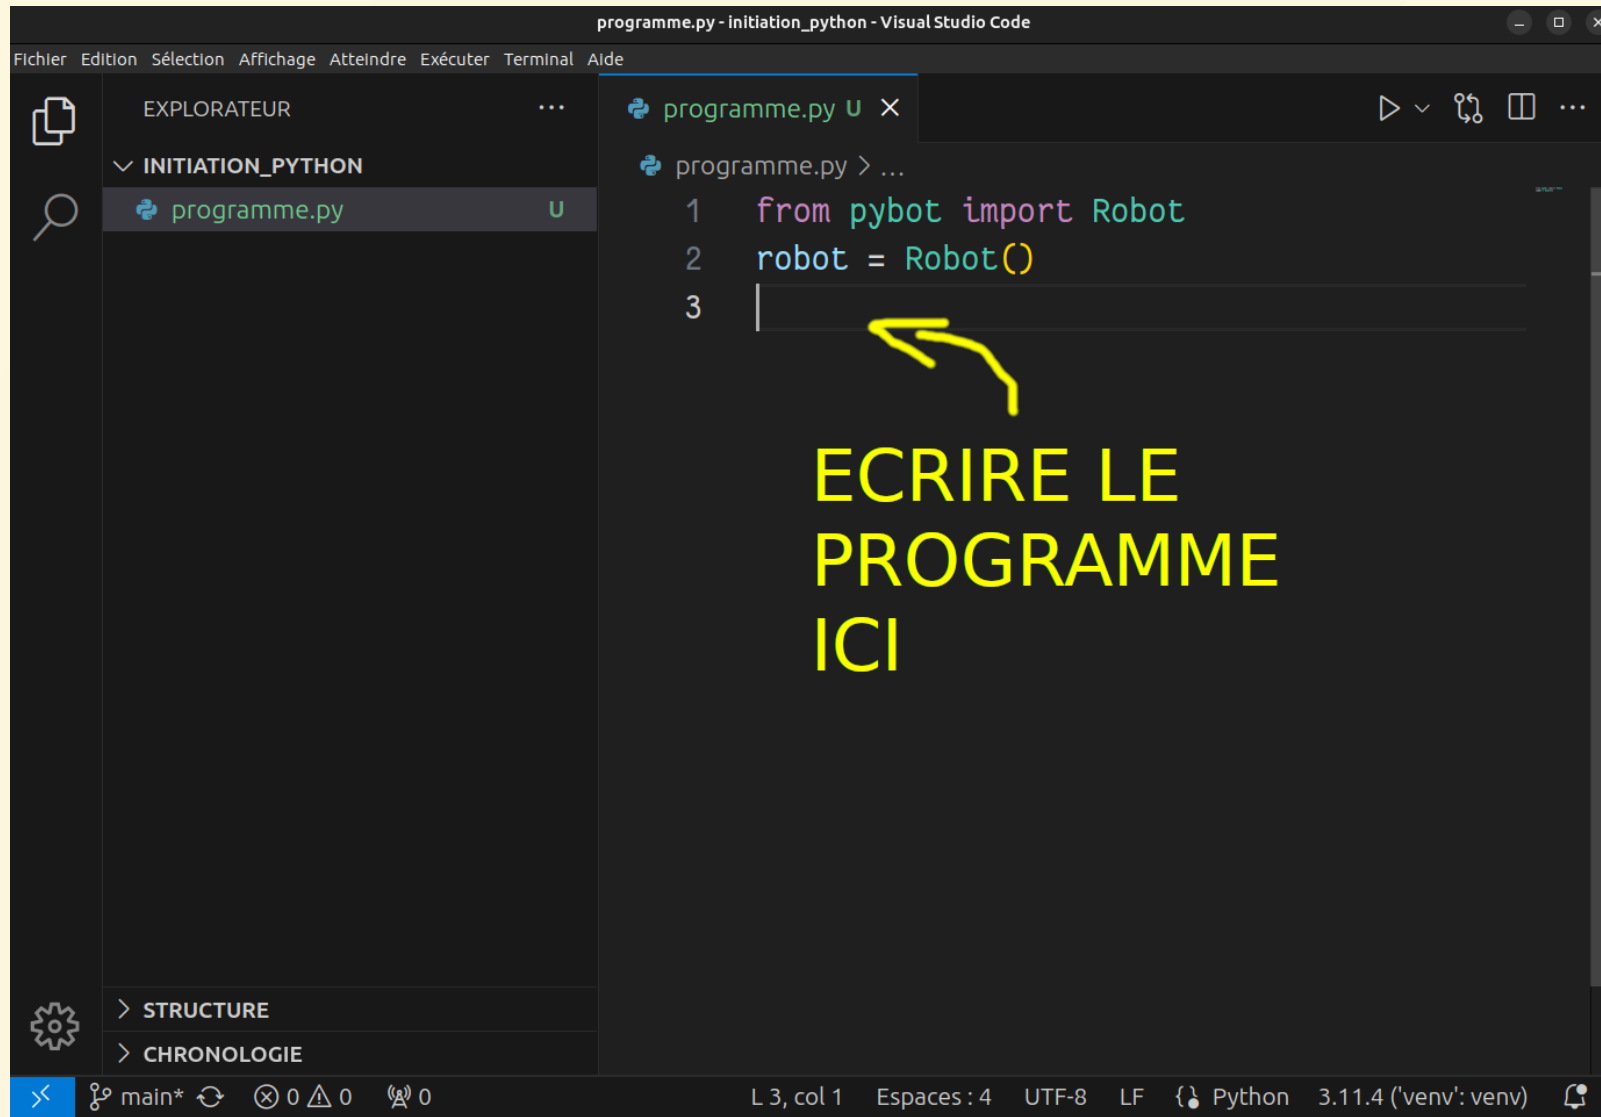 programme.py - initiation_python - Visual Studio Code
Fichier Edition Sélection Affichage Atteindre Exécuter Terminal Aide
EXPLORATEUR ...
programme.py U
INITIATION_PYTHON
programme.py > ...
programme.py U
1 from pybot import Robot
2 robot = Robot()
3
ECRIRE LE
PROGRAMME
ICI
STRUCTURE
CHRONOLOGIE
main* 0 0 0 L 3, col 1 Espaces : 4 UTF-8 LF Python 3.11.4 ('venv': venv)